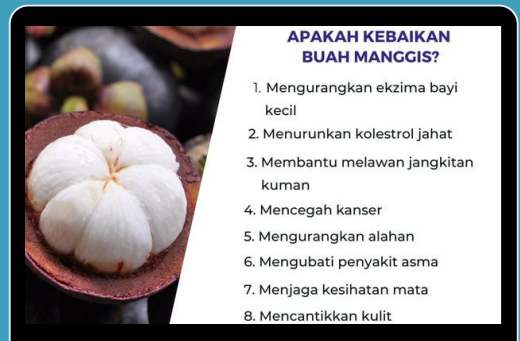 APAKAH KEBAIKAN
BUAH MANGGIS?
1. Mengurangkan ekzima bayi
kecil
2. Menurunkan kolestrol jahat
3. Membantu melawan jangkitan
kuman
4. Mencegah kanser
5. Mengurangkan alahan
6. Mengubati penyakit asma
7. Menjaga kesihatan mata
8. Mencantikkan kulit